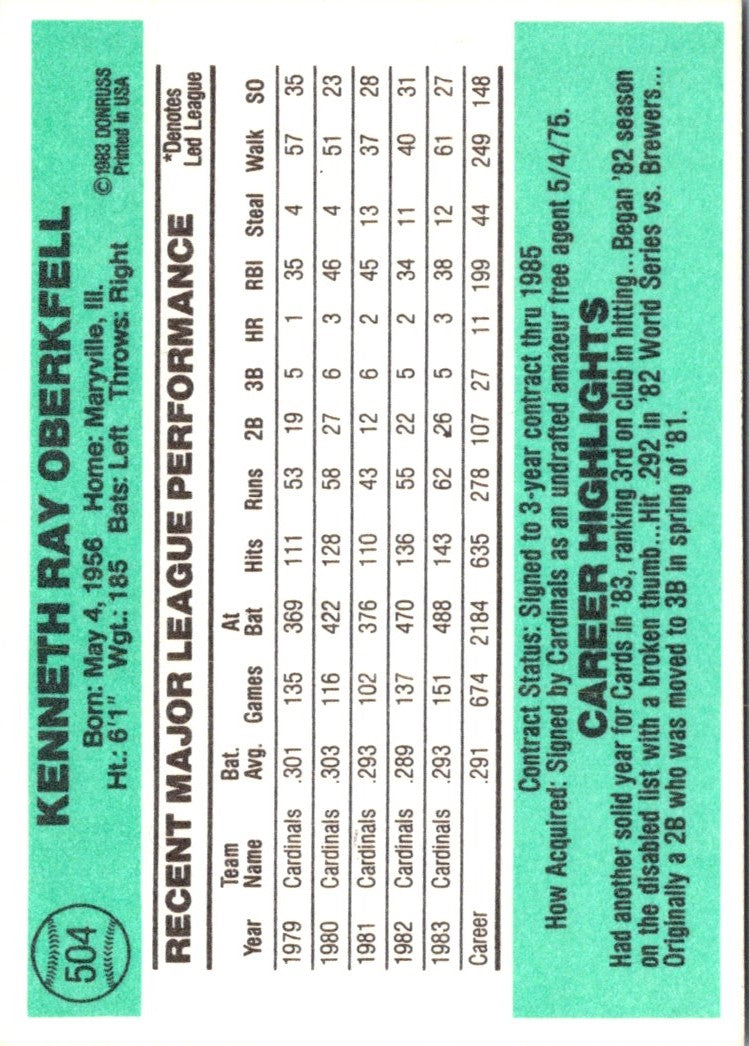 504
KENNETH RAY OBERKFELL
Born: May 4, 1956 Home: Maryville, Ill.
Ht.: 6'1" Wgt.: 185 Bats: Left Throws: Right
©1983 DONRUSS
Printed in USA
RECENT MAJOR LEAGUE PERFORMANCE
*Denotes
Led League
Team Bat. At
Year Name Avg. Games Bat Hits Runs 2B 3B HR RBI Steal Walk SO
1979 Cardinals .301 135 369 111 53 19 5 1 35 4 57 35
1980 Cardinals .303 116 422 128 58 27 6 3 46 4 51 23
1981 Cardinals .293 102 376 110 43 12 6 2 45 13 37 28
1982 Cardinals .289 137 470 136 55 22 5 2 34 11 40 31
1983 Cardinals .293 151 488 143 62 26 5 3 38 12 61 27
Career .291 674 2184 635 278 107 27 11 199 44 249 148
Contract Status: Signed to 3-year contract thru 1985
How Acquired: Signed by Cardinals as an undrafted amateur free agent 5/4/75.
CAREER HIGHLIGHTS
Had another solid year for Cards in '83, ranking 3rd on club in hitting...Began '82 season
on the disabled list with a broken thumb...Hit .292 in '82 World Series vs. Brewers...
Originally a 2B who was moved to 3B in spring of '81.